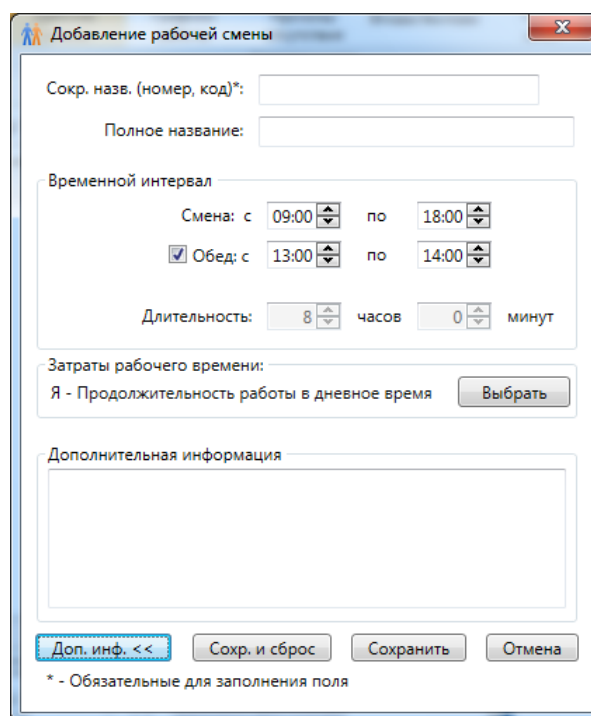 Добавление рабочей смены
Сокр. назв. (номер, код)*:
Полное название:
Временной интервал
Смена: с 09:00 по 18:00
Обед: с 13:00 по 14:00
Длительность: 8 часов 0 минут
Затраты рабочего времени:
Я - Продолжительность работы в дневное время Выбрать
Дополнительная информация
Доп. инф. << Сохр. и сброс Сохранить Отмена
* - Обязательные для заполнения поля